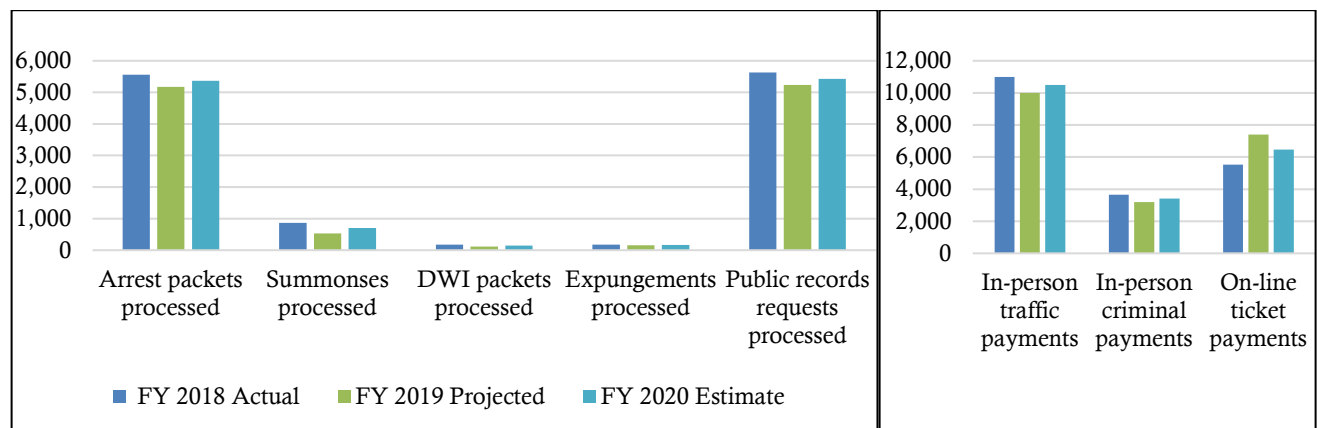 6,000
5,000
4,000
3,000
2,000
1,000
0
Arrest packets
processed
Summonses
processed
DWI packets
processed
Expungements
processed
Public records
requests
processed
FY 2018 Actual
FY 2019 Projected
FY 2020 Estimate
12,000
10,000
8,000
6,000
4,000
2,000
0
In-person
traffic
payments
In-person
criminal
payments
On-line
ticket
payments